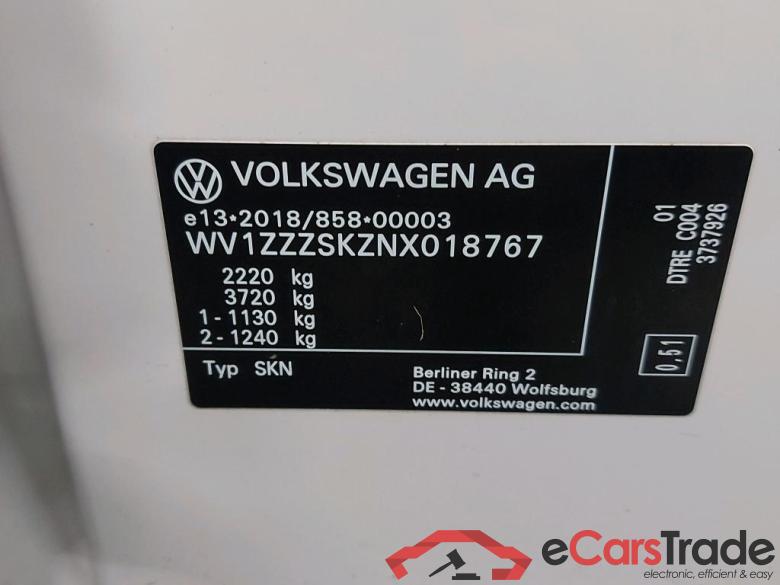 VOLKSWAGEN AG
e13*2018/858*00003
WV1ZZZSKZNX018767
2220 kg
3720 kg
1 - 1130 kg
2 - 1240 kg
Typ SKN
Berliner Ring 2
DE - 38440 Wolfsburg
www.volkswagen.com
01
DTRE C004
3737926
0,51
eCarsTrade
electronic, efficient & easy